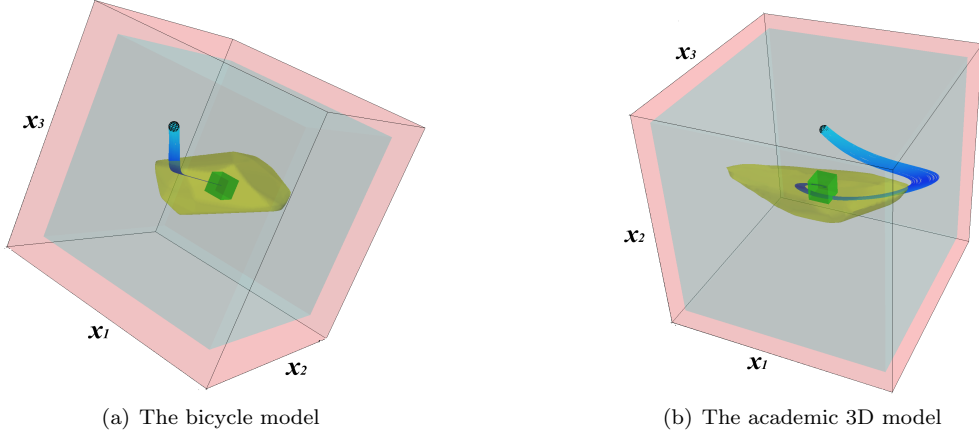 x3
x1
x2
(a) The bicycle model
x3
x2
x1
(b) The academic 3D model